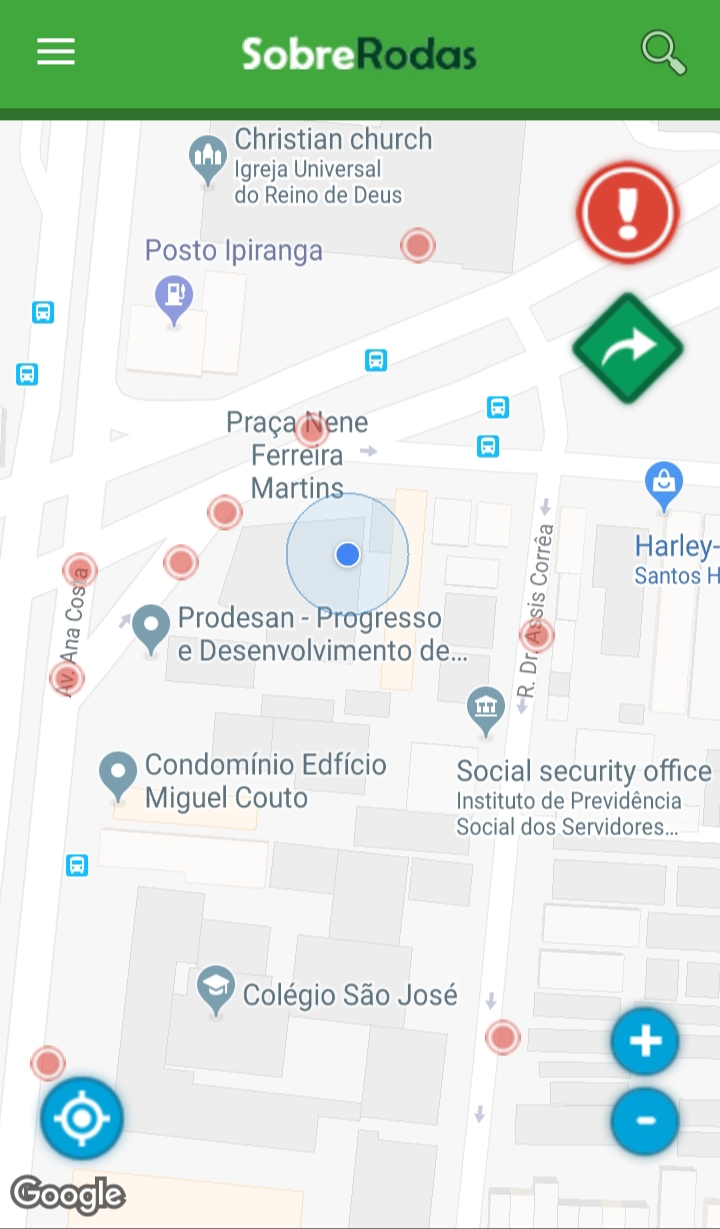 SobreRodas
Christian church
Igreja Universal
do Reino de Deus
Posto Ipiranga
Praça Nene
Ferreira
Martins
Harley-
Santos H
R. Dr. Assis Corrêa
Av. Ana Costa
Prodesan - Progresso
e Desenvolvimento de...
Condomínio Edfício
Miguel Couto
Social security office
Instituto de Previdência
Social dos Servidores...
Colégio São José
+
-
Google